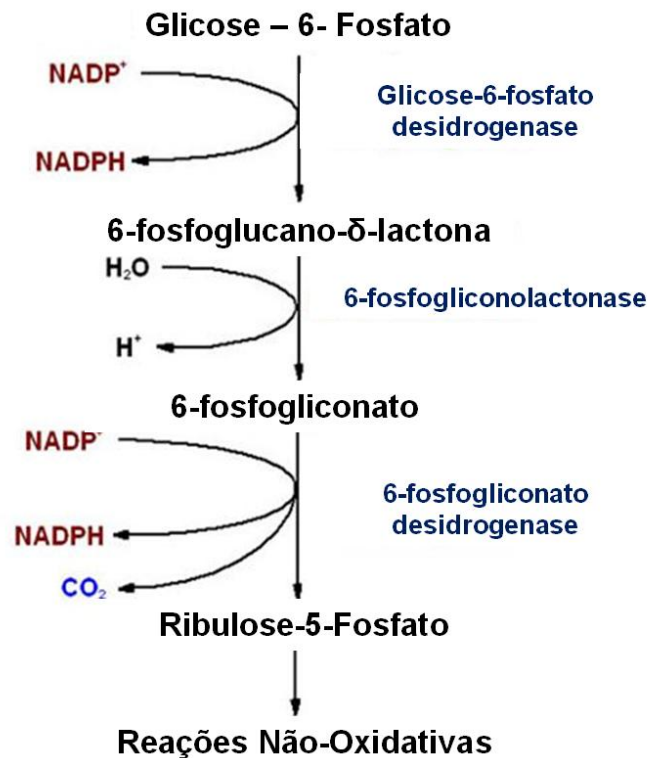 Glicose – 6- Fosfato
NADP⁺
Glicose-6-fosfato
desidrogenase
NADPH
6-fosfoglucano-δ-lactona
H₂O
6-fosfogliconolactonase
H⁺
6-fosfogliconato
NADP⁻
6-fosfogliconato
desidrogenase
NADPH
CO₂
Ribulose-5-Fosfato
Reações Não-Oxidativas